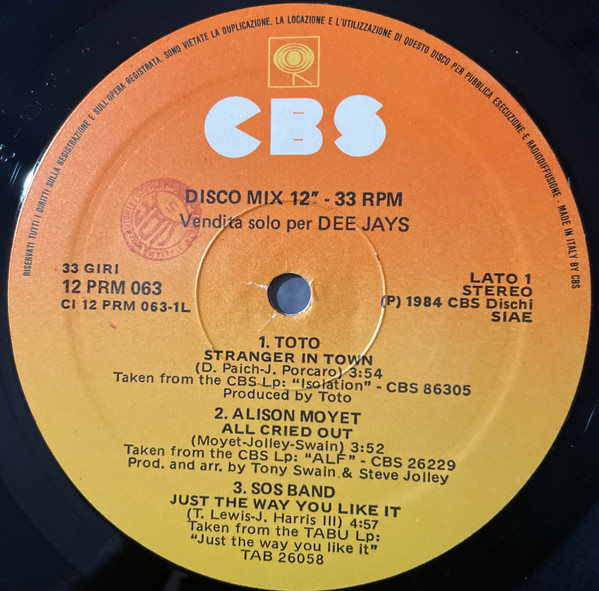 RISERVATI TUTTI I DIRITTI SULLA REGISTRAZIONE E SULL'OPERA REGISTRATA, SONO VIETATE LA DUPLICAZIONE, LA LOCAZIONE E L'UTILIZZAZIONE DI QUESTO DISCO PER PUBBLICA ESECUZIONE E RADIODIFFUSIONE. - MADE IN ITALY BY CBS
CBS
DISCO MIX 12" - 33 RPM
Vendita solo per DEE JAYS
33 GIRI
12 PRM 063
CI 12 PRM 063-1L
LATO 1
STEREO
(P) 1984 CBS Dischi
SIAE
1. TOTO
STRANGER IN TOWN
(D. Paich-J. Porcaro) 3:54
Taken from the CBS Lp: "Isolation" - CBS 86305
Produced by Toto
2. ALISON MOYET
ALL CRIED OUT
(Moyet-Jolley-Swain) 3:52
Taken from the CBS Lp: "ALF" - CBS 26229
Prod. and arr. by Tony Swain & Steve Jolley
3. SOS BAND
JUST THE WAY YOU LIKE IT
(T. Lewis-J. Harris III) 4:57
Taken from the TABU Lp:
"Just the way you like it"
TAB 26058